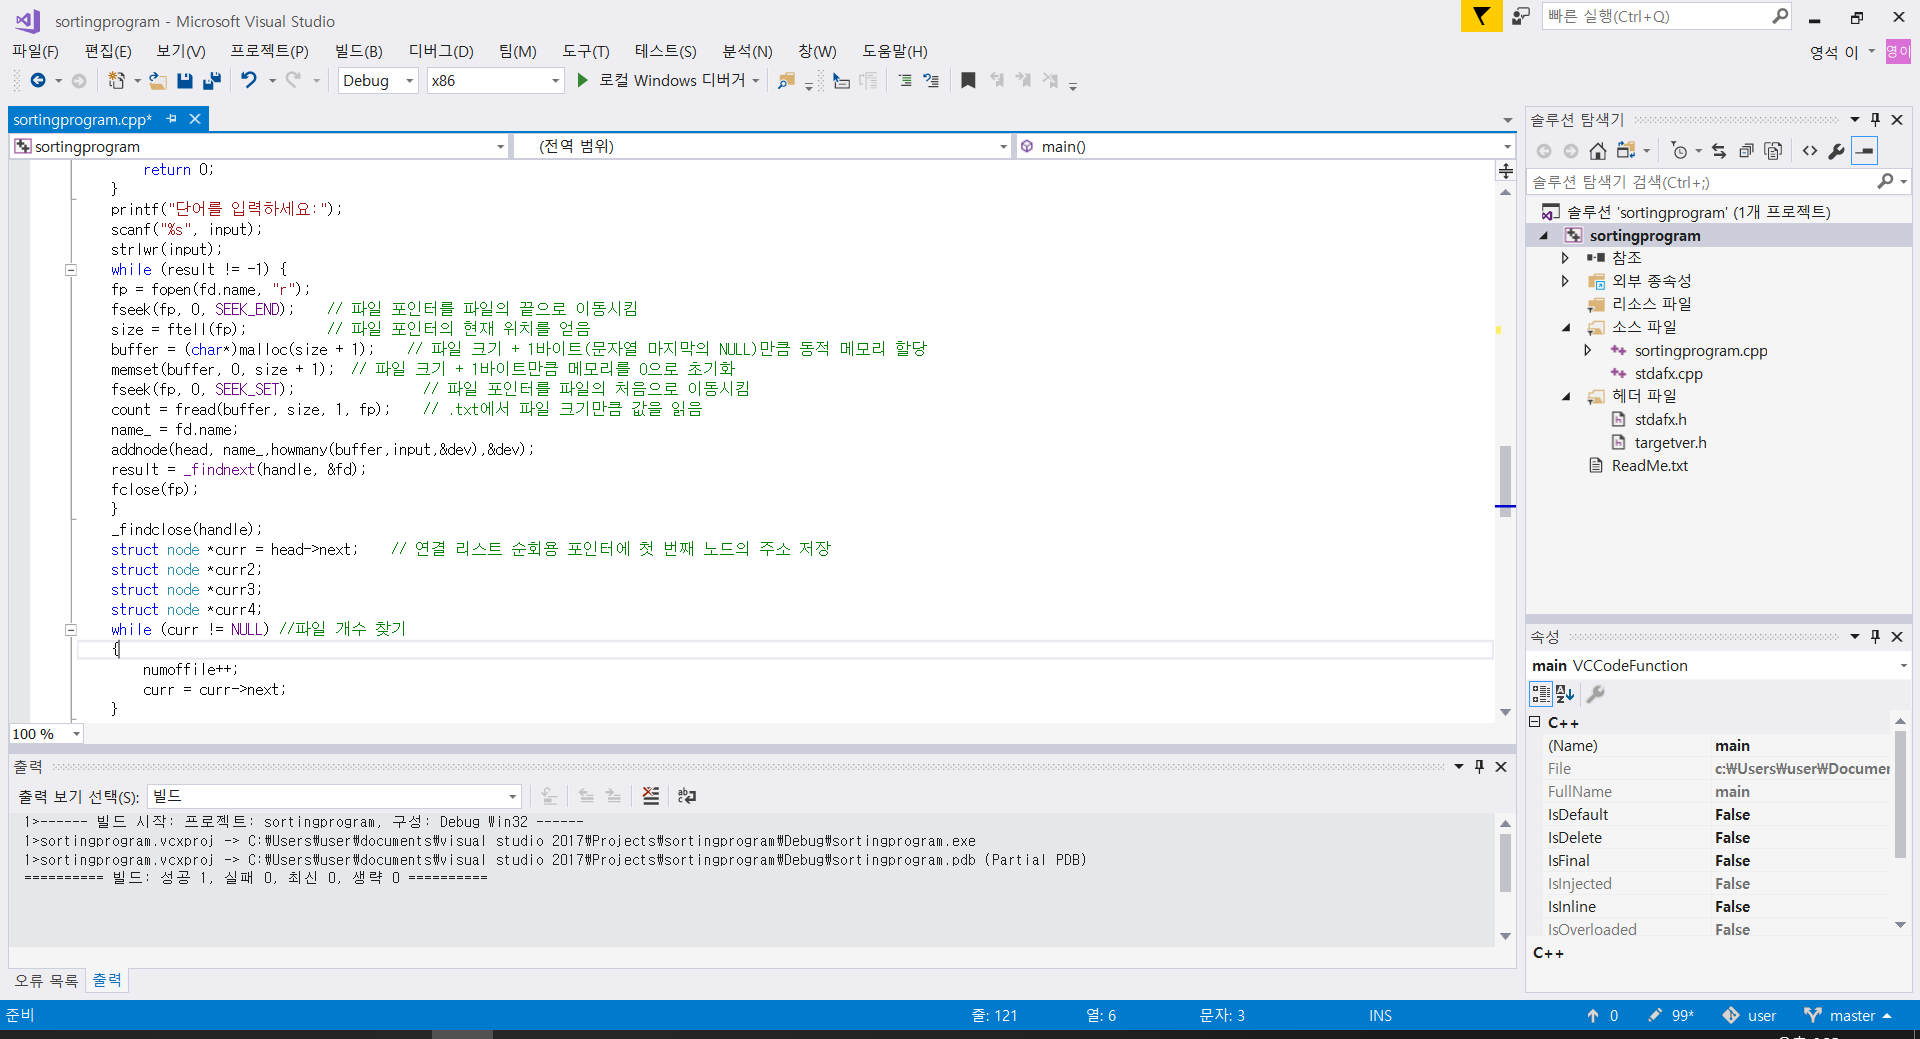 sortingprogram - Microsoft Visual Studio
빠른 실행(Ctrl+Q)
파일(F) 편집(E) 보기(V) 프로젝트(P) 빌드(B) 디버그(D) 팀(M) 도구(T) 테스트(S) 분석(N) 창(W) 도움말(H)
영석 이
영이
Debug x86 로컬 Windows 디버거
sortingprogram.cpp*
sortingprogram (전역 범위) main()
return 0;
}
printf("단어를 입력하세요:");
scanf("%s", input);
strlwr(input);
while (result != -1) {
fp = fopen(fd.name, "r");
fseek(fp, 0, SEEK_END); // 파일 포인터를 파일의 끝으로 이동시킴
size = ftell(fp); // 파일 포인터의 현재 위치를 얻음
buffer = (char*)malloc(size + 1); // 파일 크기 + 1바이트(문자열 마지막의 NULL)만큼 동적 메모리 할당
memset(buffer, 0, size + 1); // 파일 크기 + 1바이트만큼 메모리를 0으로 초기화
fseek(fp, 0, SEEK_SET); // 파일 포인터를 파일의 처음으로 이동시킴
count = fread(buffer, size, 1, fp); // .txt에서 파일 크기만큼 값을 읽음
name_ = fd.name;
addnode(head, name_,howmany(buffer,input,&dev),&dev);
result = _findnext(handle, &fd);
fclose(fp);
}
_findclose(handle);
struct node *curr = head->next; // 연결 리스트 순회용 포인터에 첫 번째 노드의 주소 저장
struct node *curr2;
struct node *curr3;
struct node *curr4;
while (curr != NULL) //파일 개수 찾기
{
numoffile++;
curr = curr->next;
}
100 %
출력
출력 보기 선택(S): 빌드
1>------ 빌드 시작: 프로젝트: sortingprogram, 구성: Debug Win32 ------
1>sortingprogram.vcxproj -> C:₩Users₩user₩documents₩visual studio 2017₩Projects₩sortingprogram₩Debug₩sortingprogram.exe
1>sortingprogram.vcxproj -> C:₩Users₩user₩documents₩visual studio 2017₩Projects₩sortingprogram₩Debug₩sortingprogram.pdb (Partial PDB)
========== 빌드: 성공 1, 실패 0, 최신 0, 생략 0 ==========
오류 목록 출력
솔루션 탐색기
솔루션 탐색기 검색(Ctrl+;)
솔루션 'sortingprogram' (1개 프로젝트)
sortingprogram
참조
외부 종속성
리소스 파일
소스 파일
sortingprogram.cpp
stdafx.cpp
헤더 파일
stdafx.h
targetver.h
ReadMe.txt
속성
main VCCodeFunction
C++
(Name) main
File c:₩Users₩user₩Documer
FullName main
IsDefault False
IsDelete False
IsFinal False
IsInjected False
IsInline False
IsOverloaded False
C++
준비 줄: 121 열: 6 문자: 3 INS 0 99* user master